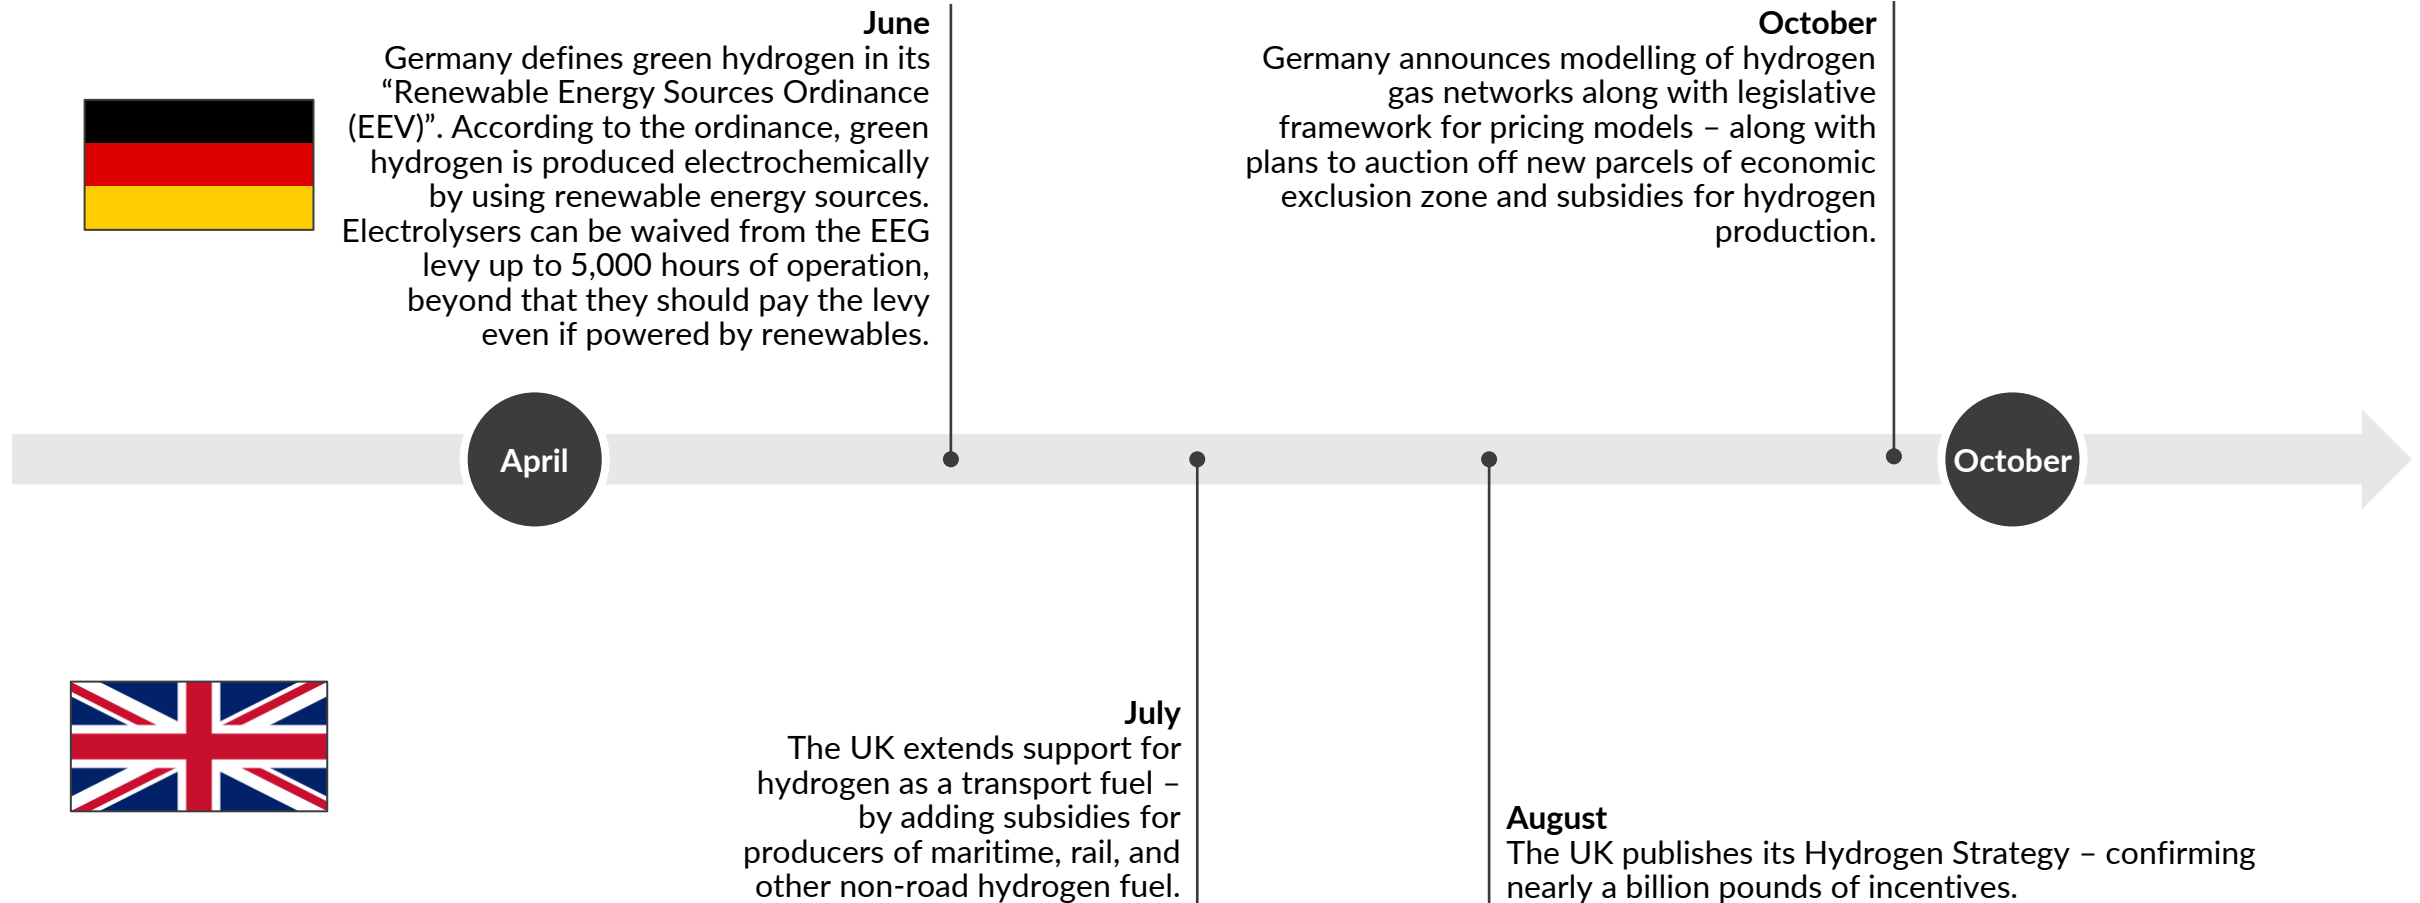 June
Germany defines green hydrogen in its
“Renewable Energy Sources Ordinance
(EEV)”. According to the ordinance, green
hydrogen is produced electrochemically
by using renewable energy sources.
Electrolysers can be waived from the EEG
levy up to 5,000 hours of operation,
beyond that they should pay the levy
even if powered by renewables.
October
Germany announces modelling of hydrogen
gas networks along with legislative
framework for pricing models – along with
plans to auction off new parcels of economic
exclusion zone and subsidies for hydrogen
production.
April
October
July
The UK extends support for
hydrogen as a transport fuel –
by adding subsidies for
producers of maritime, rail, and
other non-road hydrogen fuel.
August
The UK publishes its Hydrogen Strategy – confirming
nearly a billion pounds of incentives.